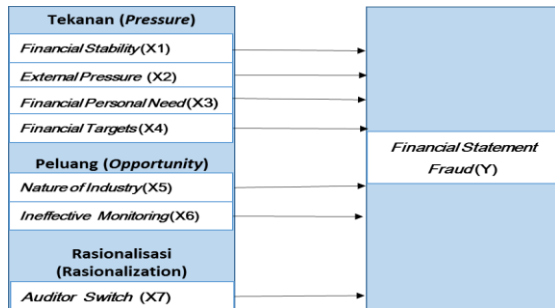 Tekanan (Pressure)
Financial Stability (X1)
External Pressure (X2)
Financial Personal Need (X3)
Financial Targets (X4)
Peluang (Opportunity)
Nature of Industry (X5)
Ineffective Monitoring (X6)
Rasionalisasi
(Rasionalization)
Auditor Switch (X7)
Financial Statement
Fraud (Y)